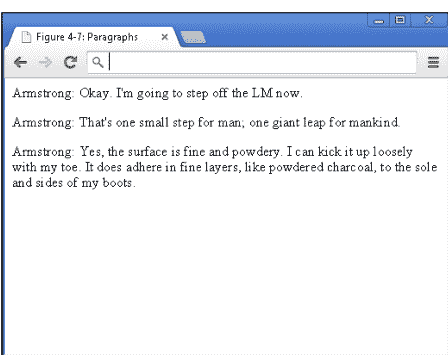 Figure 4-7: Paragraphs
Armstrong: Okay. I'm going to step off the LM now.
Armstrong: That's one small step for man; one giant leap for mankind.
Armstrong: Yes, the surface is fine and powdery. I can kick it up loosely
with my toe. It does adhere in fine layers, like powdered charcoal, to the sole
and sides of my boots.